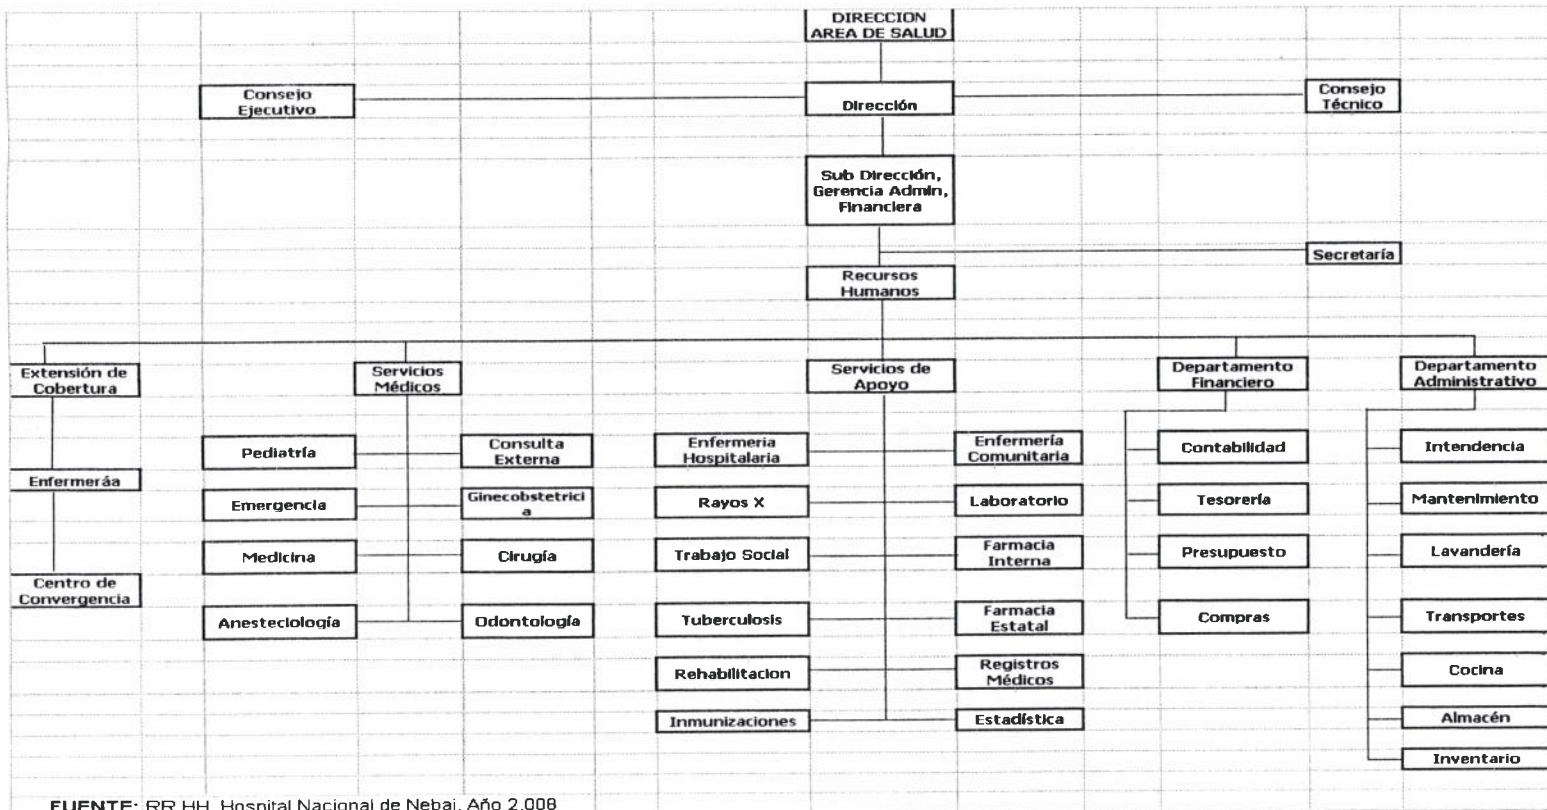 DIRECCION
AREA DE SALUD
Consejo
Ejecutivo
Dirección
Consejo
Técnico
Sub Dirección,
Gerencia Admin,
Financiera
Secretaría
Recursos
Humanos
Extensión de
Cobertura
Servicios
Médicos
Servicios de
Apoyo
Departamento
Financiero
Departamento
Administrativo
Pediatría
Consulta
Externa
Enfermeria
Hospitalaria
Enfermería
Comunitaria
Contabilidad
Intendencia
Enfermeráa
Emergencia
Ginecobstetrici
a
Rayos X
Laboratorio
Tesorería
Mantenimiento
Medicina
Cirugía
Trabajo Social
Farmacia
Interna
Presupuesto
Lavandería
Centro de
Convergencia
Anesteciología
Odontología
Tuberculosis
Farmacia
Estatal
Compras
Transportes
Rehabilitacion
Registros
Médicos
Cocina
Inmunizaciones
Estadística
Almacén
Inventario
FUENTE: RR HH, Hospital Nacional de Nebaj, Año 2,008